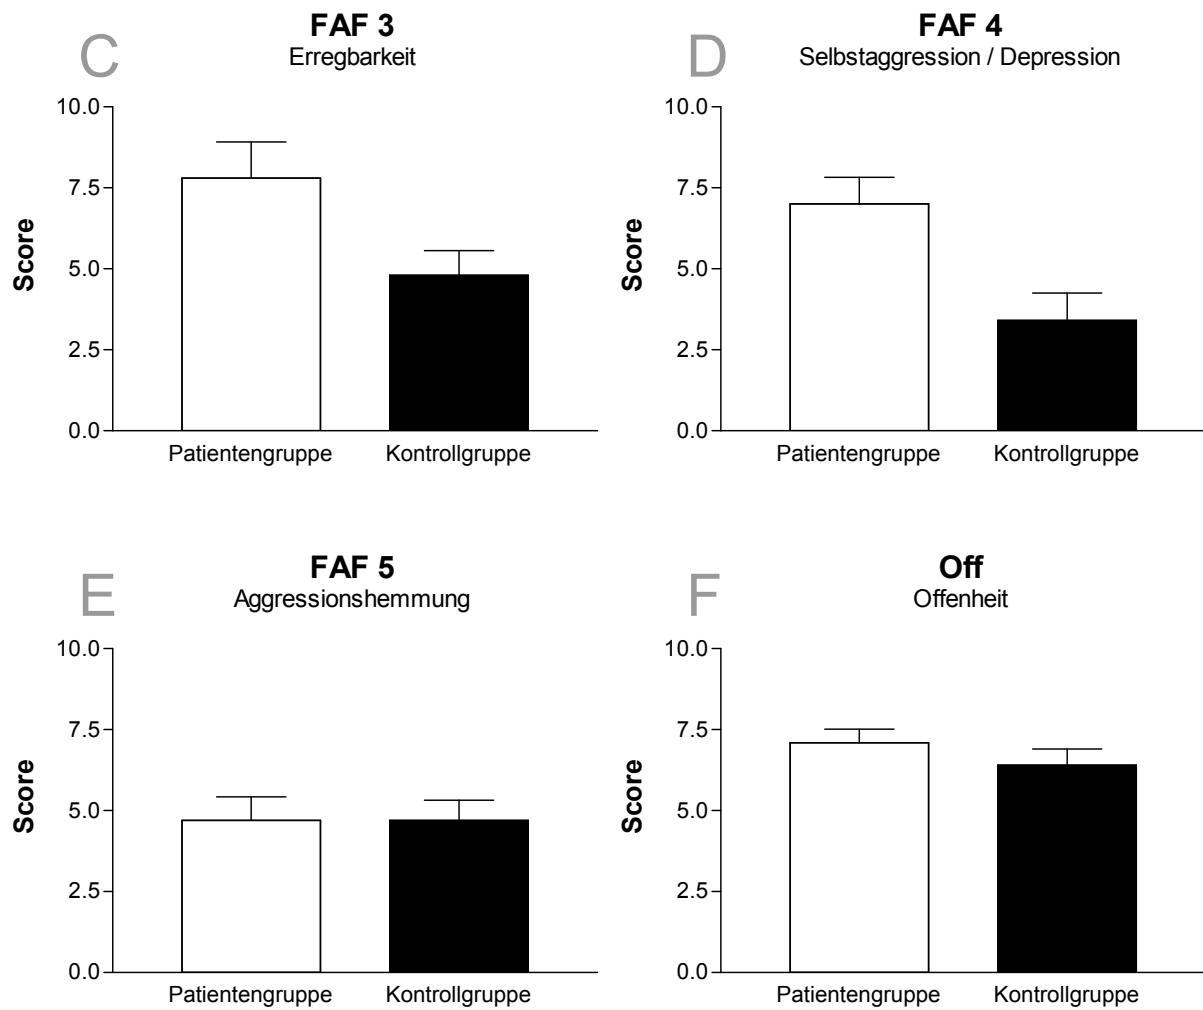 C
FAF 3
Erregbarkeit
Score
10.0
7.5
5.0
2.5
0.0
Patientengruppe Kontrollgruppe
D
FAF 4
Selbstaggression / Depression
Score
10.0
7.5
5.0
2.5
0.0
Patientengruppe Kontrollgruppe
E
FAF 5
Aggressionshemmung
Score
10.0
7.5
5.0
2.5
0.0
Patientengruppe Kontrollgruppe
F
Off
Offenheit
Score
10.0
7.5
5.0
2.5
0.0
Patientengruppe Kontrollgruppe